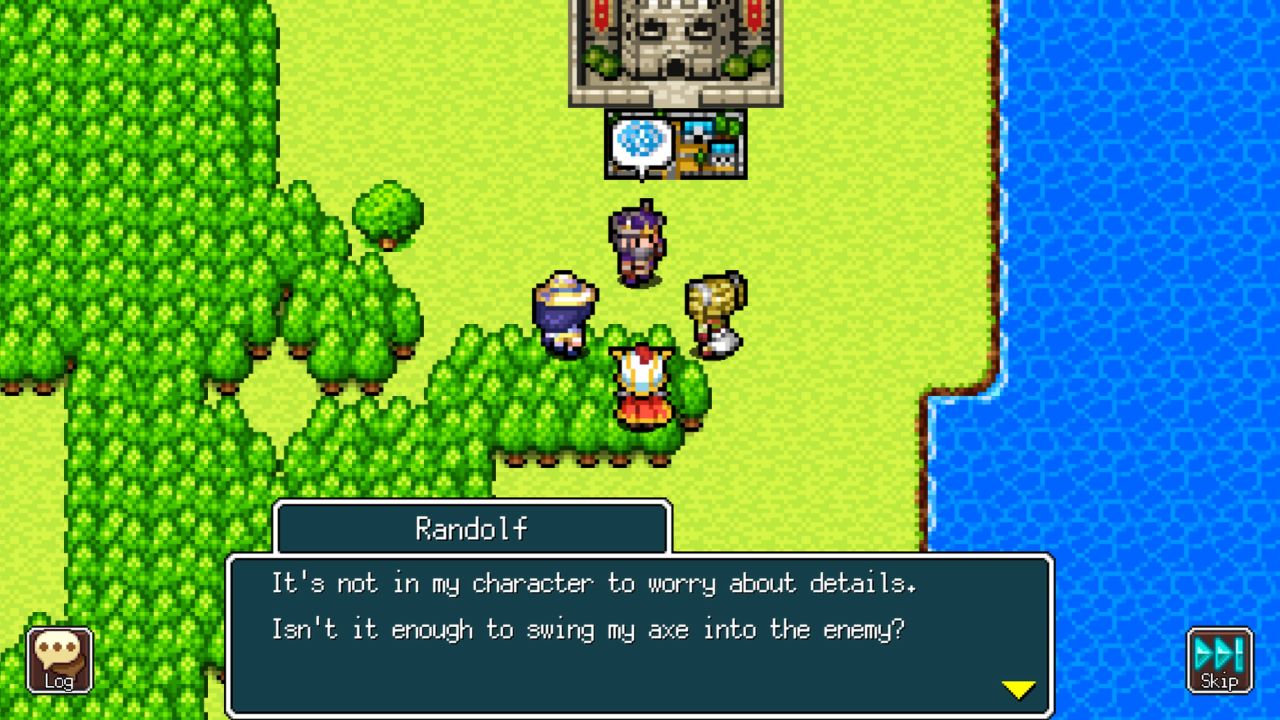 Randolf
It's not in my character to worry about details.
Isn't it enough to swing my axe into the enemy?
Log
Skip